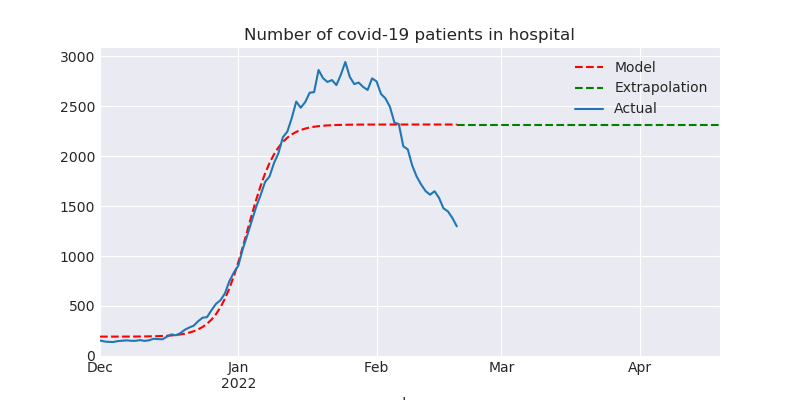 Number of covid-19 patients in hospital
3000
2500
2000
1500
1000
500
0
Model
Extrapolation
Actual
Dec
Jan
Feb
Mar
Apr
2022